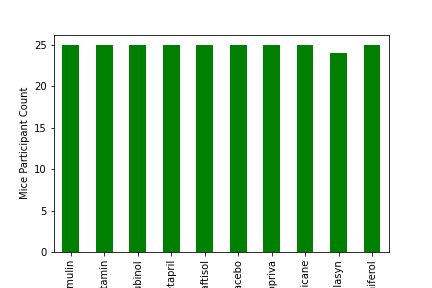 25
20
15
10
5
0
Mice Participant Count
mulin
tamin
ubinol
tapril
aftisol
acebo
opriva
icane
lasyn
iferol